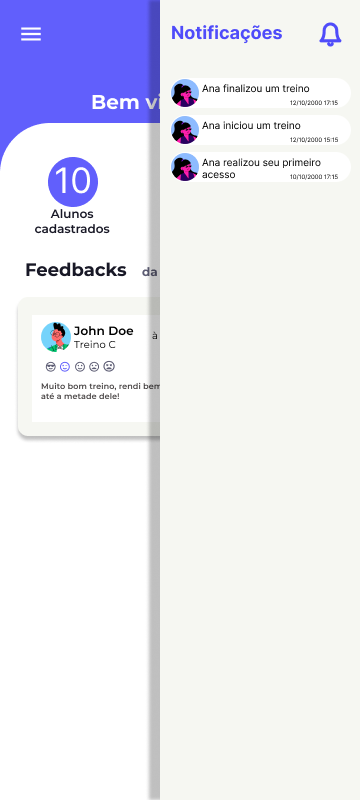 Bem
10
Alunos
cadastrados
Feedbacks da
John Doe à
Treino C
Muito bom treino, rendi bem
até a metade dele!
Notificações
Ana finalizou um treino
12/10/2000 17:15
Ana iniciou um treino
12/10/2000 15:15
Ana realizou seu primeiro
acesso
10/10/2000 17:15